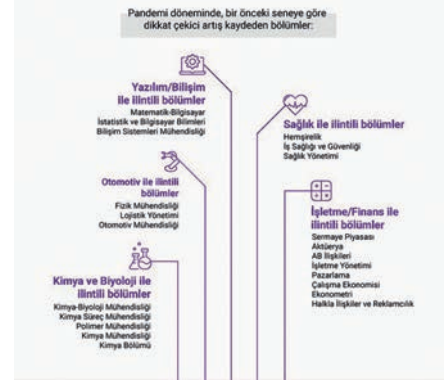 Pandemi döneminde, bir önceki seneye göre
dikkat çekici artış kaydeden bölümler:
Yazılım/Bilişim
ile ilintili bölümler
Matematik-Bilgisayar
İstatistik ve Bilgisayar Bilimleri
Bilişim Sistemleri Mühendisliği
Sağlık ile ilintili bölümler
Hemşirelik
İş Sağlığı ve Güvenliği
Sağlık Yönetimi
Otomotiv ile ilintili
bölümler
Fizik Mühendisliği
Lojistik Yönetimi
Otomotiv Mühendisliği
İşletme/Finans ile
ilintili bölümler
Sermaye Piyasası
Aktüerya
AB İlişkileri
İşletme Yönetimi
Pazarlama
Çalışma Ekonomisi
Ekonometri
Halkla İlişkiler ve Reklamcılık
Kimya ve Biyoloji ile
ilintili bölümler
Kimya-Biyoloji Mühendisliği
Kimya Süreç Mühendisliği
Polimer Mühendisliği
Kimya Mühendisliği
Kimya Bölümü